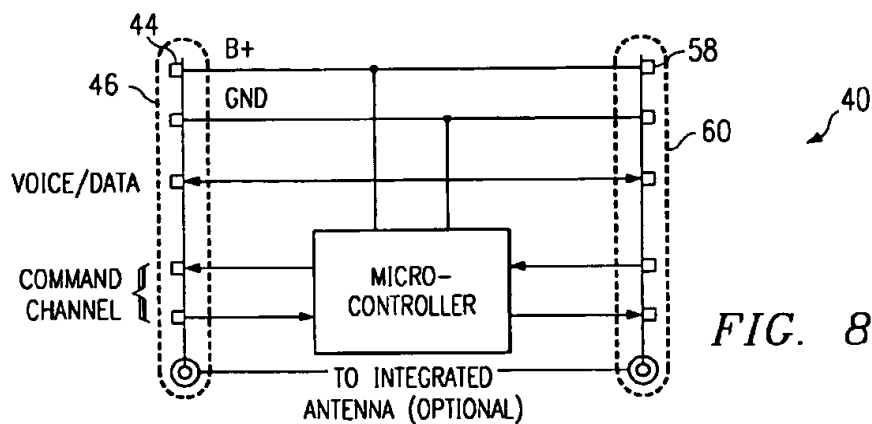 44
B+
58
46
GND
40
60
VOICE/DATA
COMMAND
CHANNEL
MICRO-
CONTROLLER
FIG. 8
TO INTEGRATED
ANTENNA (OPTIONAL)